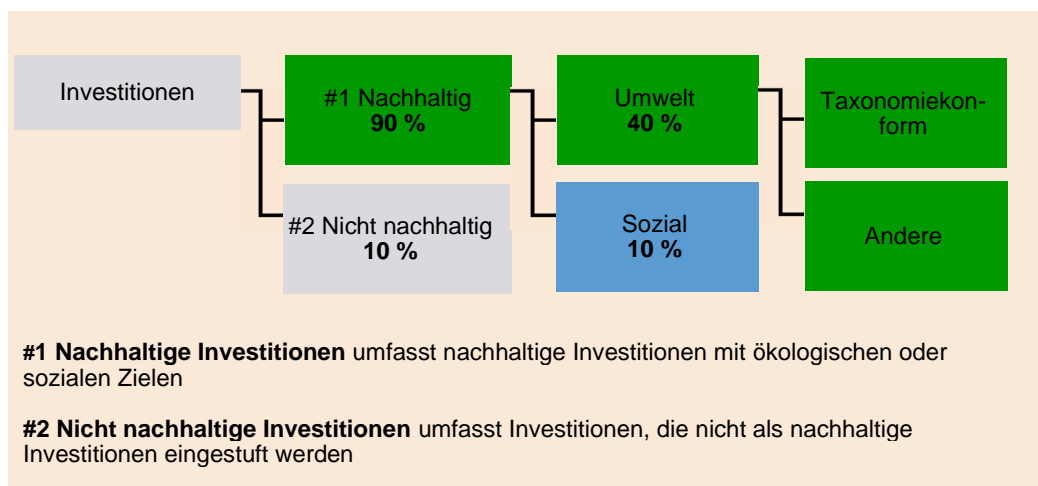 Investitionen
#1 Nachhaltig
90 %
Umwelt
40 %
Taxonomiekon-
form
#2 Nicht nachhaltig
10 %
Sozial
10 %
Andere
#1 Nachhaltige Investitionen umfasst nachhaltige Investitionen mit ökologischen oder
sozialen Zielen
#2 Nicht nachhaltige Investitionen umfasst Investitionen, die nicht als nachhaltige
Investitionen eingestuft werden